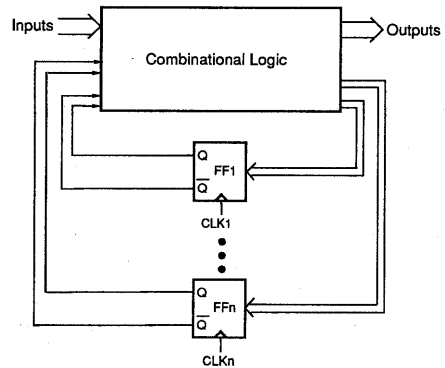 Inputs
Outputs
Combinational Logic
Q
FF1
Q̅
CLK1
Q
FFn
Q̅
CLKn